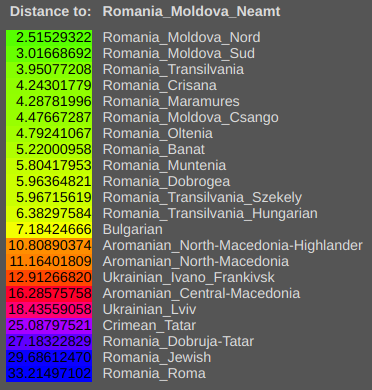 Distance to: Romania_Moldova_Neamt
2.51529322 Romania_Moldova_Nord
3.01668692 Romania_Moldova_Sud
3.95077208 Romania_Transilvania
4.24301779 Romania_Crisana
4.28781996 Romania_Maramures
4.47667287 Romania_Moldova_Csango
4.79241067 Romania_Oltenia
5.22000958 Romania_Banat
5.80417953 Romania_Muntenia
5.96364821 Romania_Dobrogea
5.96715619 Romania_Transilvania_Szekely
6.38297584 Romania_Transilvania_Hungarian
7.18424666 Bulgarian
10.80890374 Aromanian_North-Macedonia-Highlander
11.16401809 Aromanian_North-Macedonia
12.91266820 Ukrainian_Ivano_Frankivsk
16.28575758 Aromanian_Central-Macedonia
18.43559058 Ukrainian_Lviv
25.08797521 Crimean_Tatar
27.18322829 Romania_Dobruja-Tatar
29.68612470 Romania_Jewish
33.21497102 Romania_Roma